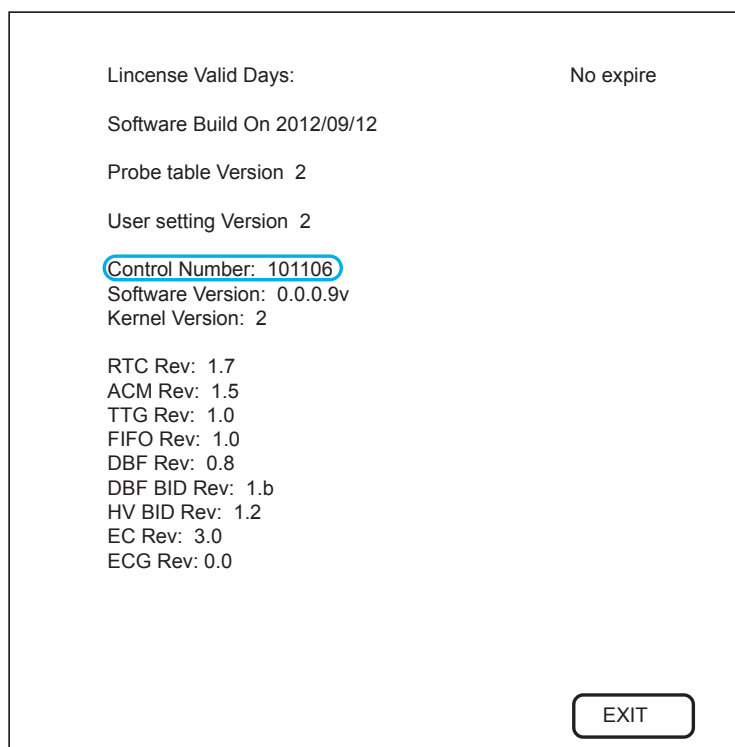 Lincense Valid Days: No expire
Software Build On 2012/09/12
Probe table Version 2
User setting Version 2
Control Number: 101106
Software Version: 0.0.0.9v
Kernel Version: 2
RTC Rev: 1.7
ACM Rev: 1.5
TTG Rev: 1.0
FIFO Rev: 1.0
DBF Rev: 0.8
DBF BID Rev: 1.b
HV BID Rev: 1.2
EC Rev: 3.0
ECG Rev: 0.0
EXIT